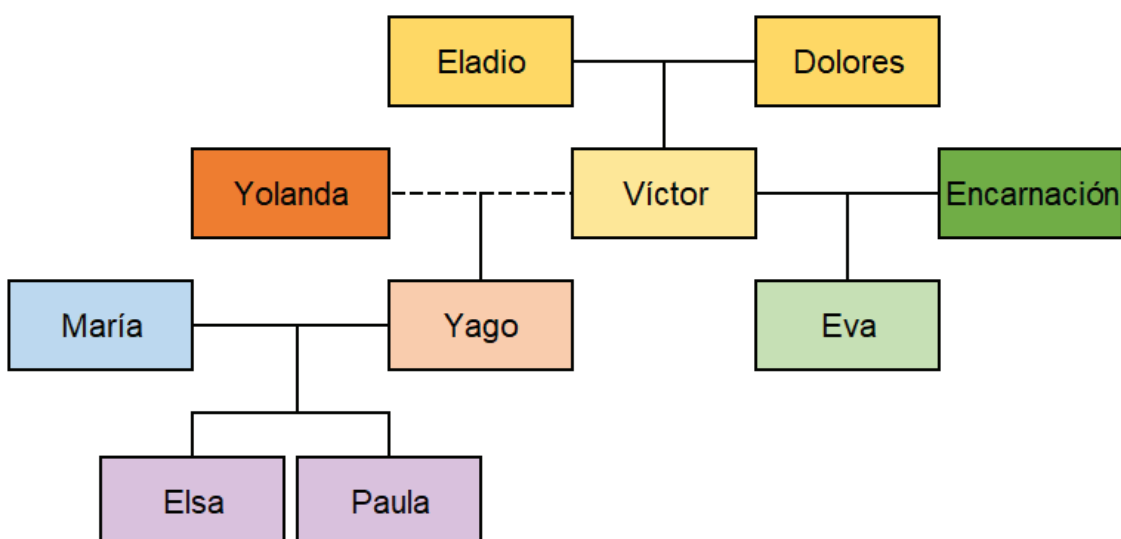 Eladio
Dolores
Yolanda
Víctor
Encarnación
María
Yago
Eva
Elsa
Paula